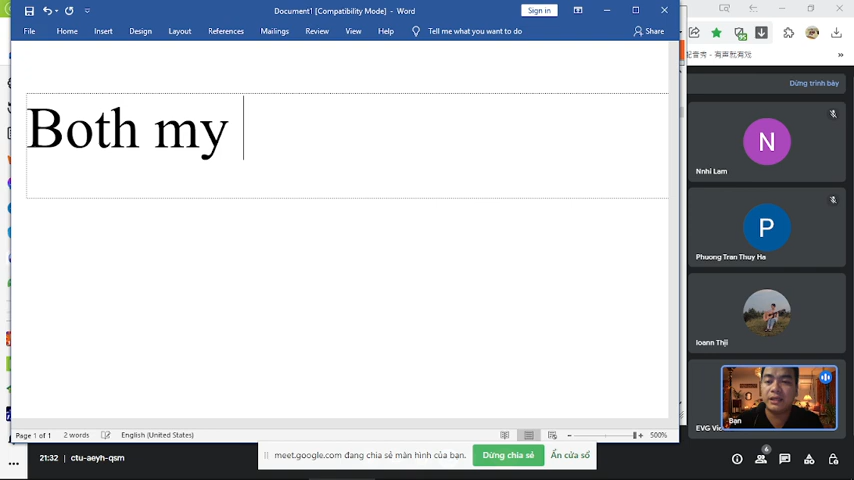 Document1 [Compatibility Mode] - Word
Sign in
File Home Insert Design Layout References Mailings Review View Help Tell me what you want to do Share
Both my
Page 1 of 1 2 words English (United States) 500%
meet.google.com đang chia sẻ màn hình của bạn. Dừng chia sẻ Ẩn cửa sổ
21:32 ctu-aeyh-qsm
Dừng trình bày
N
Nnhi Lam
P
Phuong Tran Thuy Ha
Ioann Thịi
Bạn
EVG Vi
6